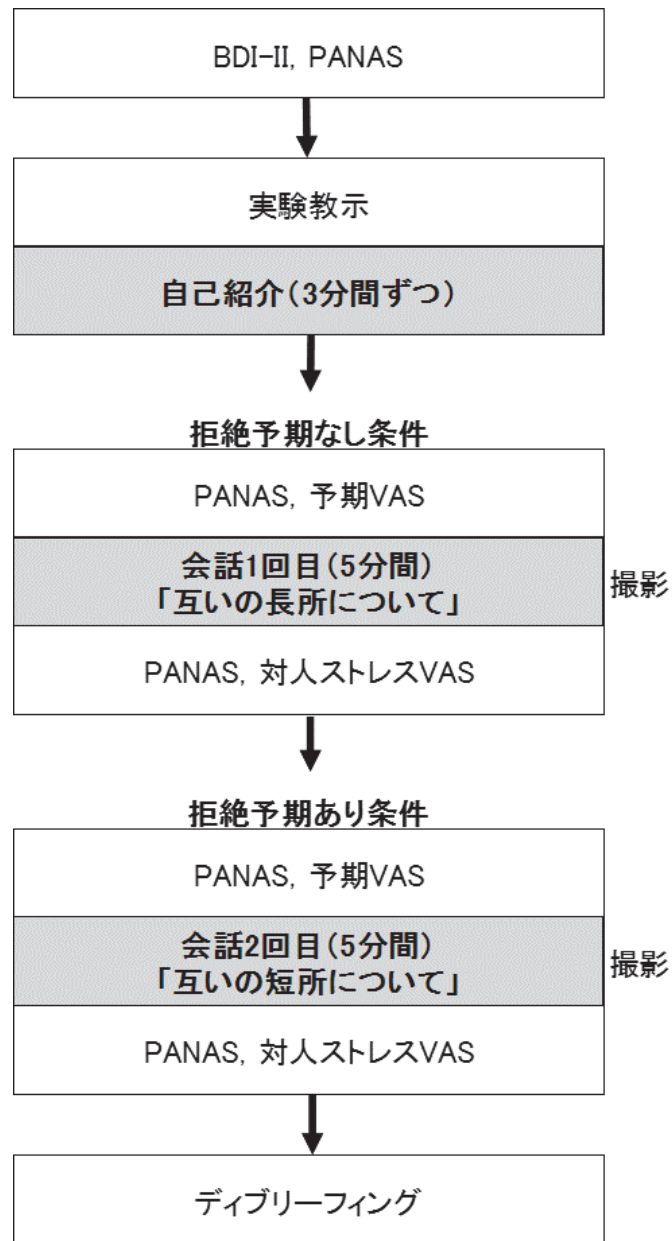 BDI-II, PANAS
実験教示
自己紹介(3分間ずつ)
拒絶予期なし条件
PANAS, 予期VAS
会話1回目(5分間)
「互いの長所について」
撮影
PANAS, 対人ストレスVAS
拒絶予期あり条件
PANAS, 予期VAS
会話2回目(5分間)
「互いの短所について」
撮影
PANAS, 対人ストレスVAS
ディブリーフィング